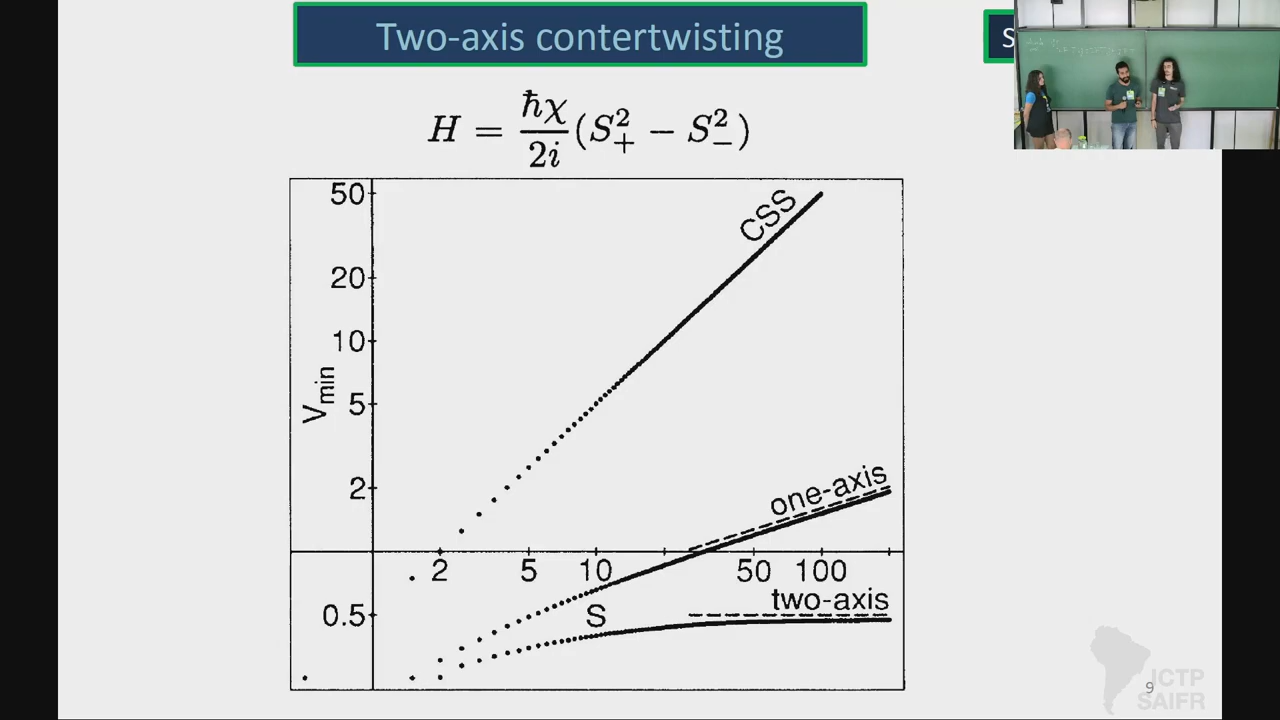 Two-axis contertwisting
S
H = ħχ/2i (S₊² − S₋²)
50
20
10
5
2
0.5
V_min
CSS
one-axis
2 5 10 50 100
two-axis
S
ICTP
SAIFR
9